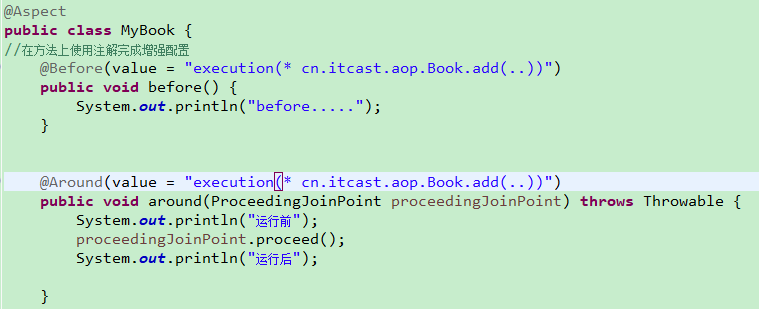 @Aspect
public class MyBook {
//在方法上使用注解完成增强配置
@Before(value = "execution(* cn.itcast.aop.Book.add(..))")
public void before() {
System.out.println("before.....");
}
@Around(value = "execution(* cn.itcast.aop.Book.add(..))")
public void around(ProceedingJoinPoint proceedingJoinPoint) throws Throwable {
System.out.println("运行前");
proceedingJoinPoint.proceed();
System.out.println("运行后");
}